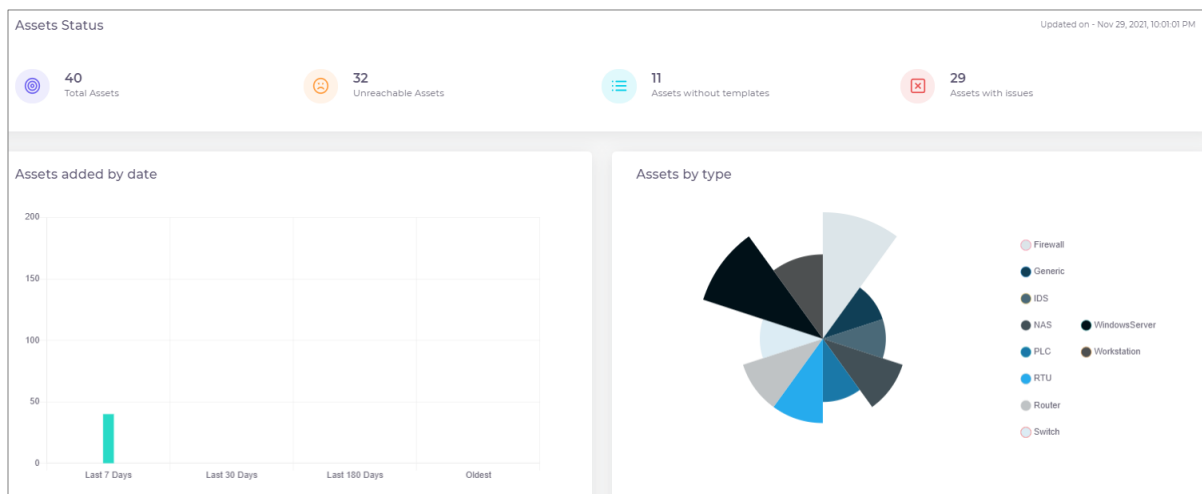 Assets Status
Updated on - Nov 29, 2021, 10:01:01 PM
40
Total Assets
32
Unreachable Assets
11
Assets without templates
29
Assets with issues
Assets added by date
200
150
100
50
0
Last 7 Days
Last 30 Days
Last 180 Days
Oldest
Assets by type
Firewall
Generic
IDS
NAS
PLC
RTU
Router
Switch
WindowsServer
Workstation